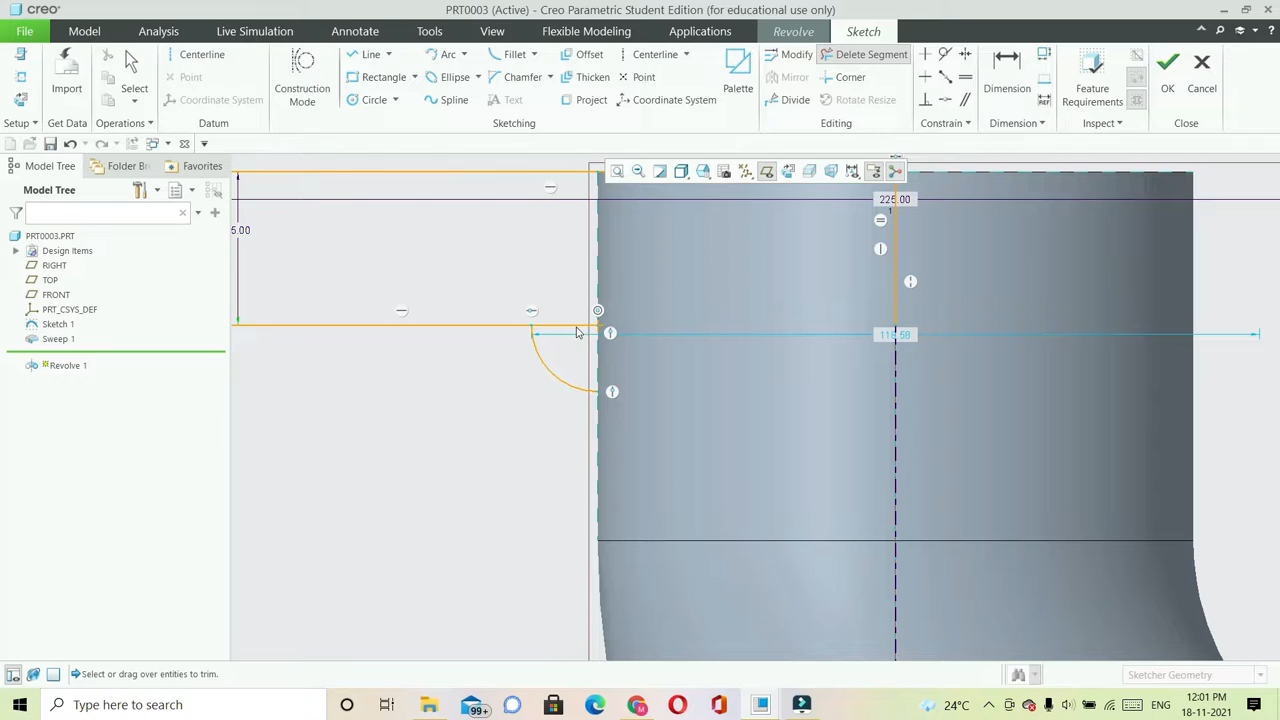 creo
PRT0003 (Active) - Creo Parametric Student Edition (for educational use only)
File Model Analysis Live Simulation Annotate Tools View Flexible Modeling Applications Revolve Sketch
Import
Select
Centerline
Point
Coordinate System
Construction
Mode
Line
Rectangle
Circle
Arc
Ellipse
Spline
Fillet
Chamfer
Text
Offset
Thicken
Project
Centerline
Point
Coordinate System
Palette
Modify
Mirror
Divide
Delete Segment
Corner
Rotate Resize
Dimension
Feature
Requirements
OK
Cancel
Setup Get Data Operations Datum Sketching Editing Constrain Dimension Inspect Close
Model Tree Folder Br Favorites
Model Tree
PRT0003.PRT
Design Items
RIGHT
TOP
FRONT
PRT_CSYS_DEF
Sketch 1
Sweep 1
Revolve 1
225.00
1
5.00
Select or drag over entities to trim.
Sketcher Geometry
Type here to search
99+
24°C
ENG
12:01 PM
18-11-2021